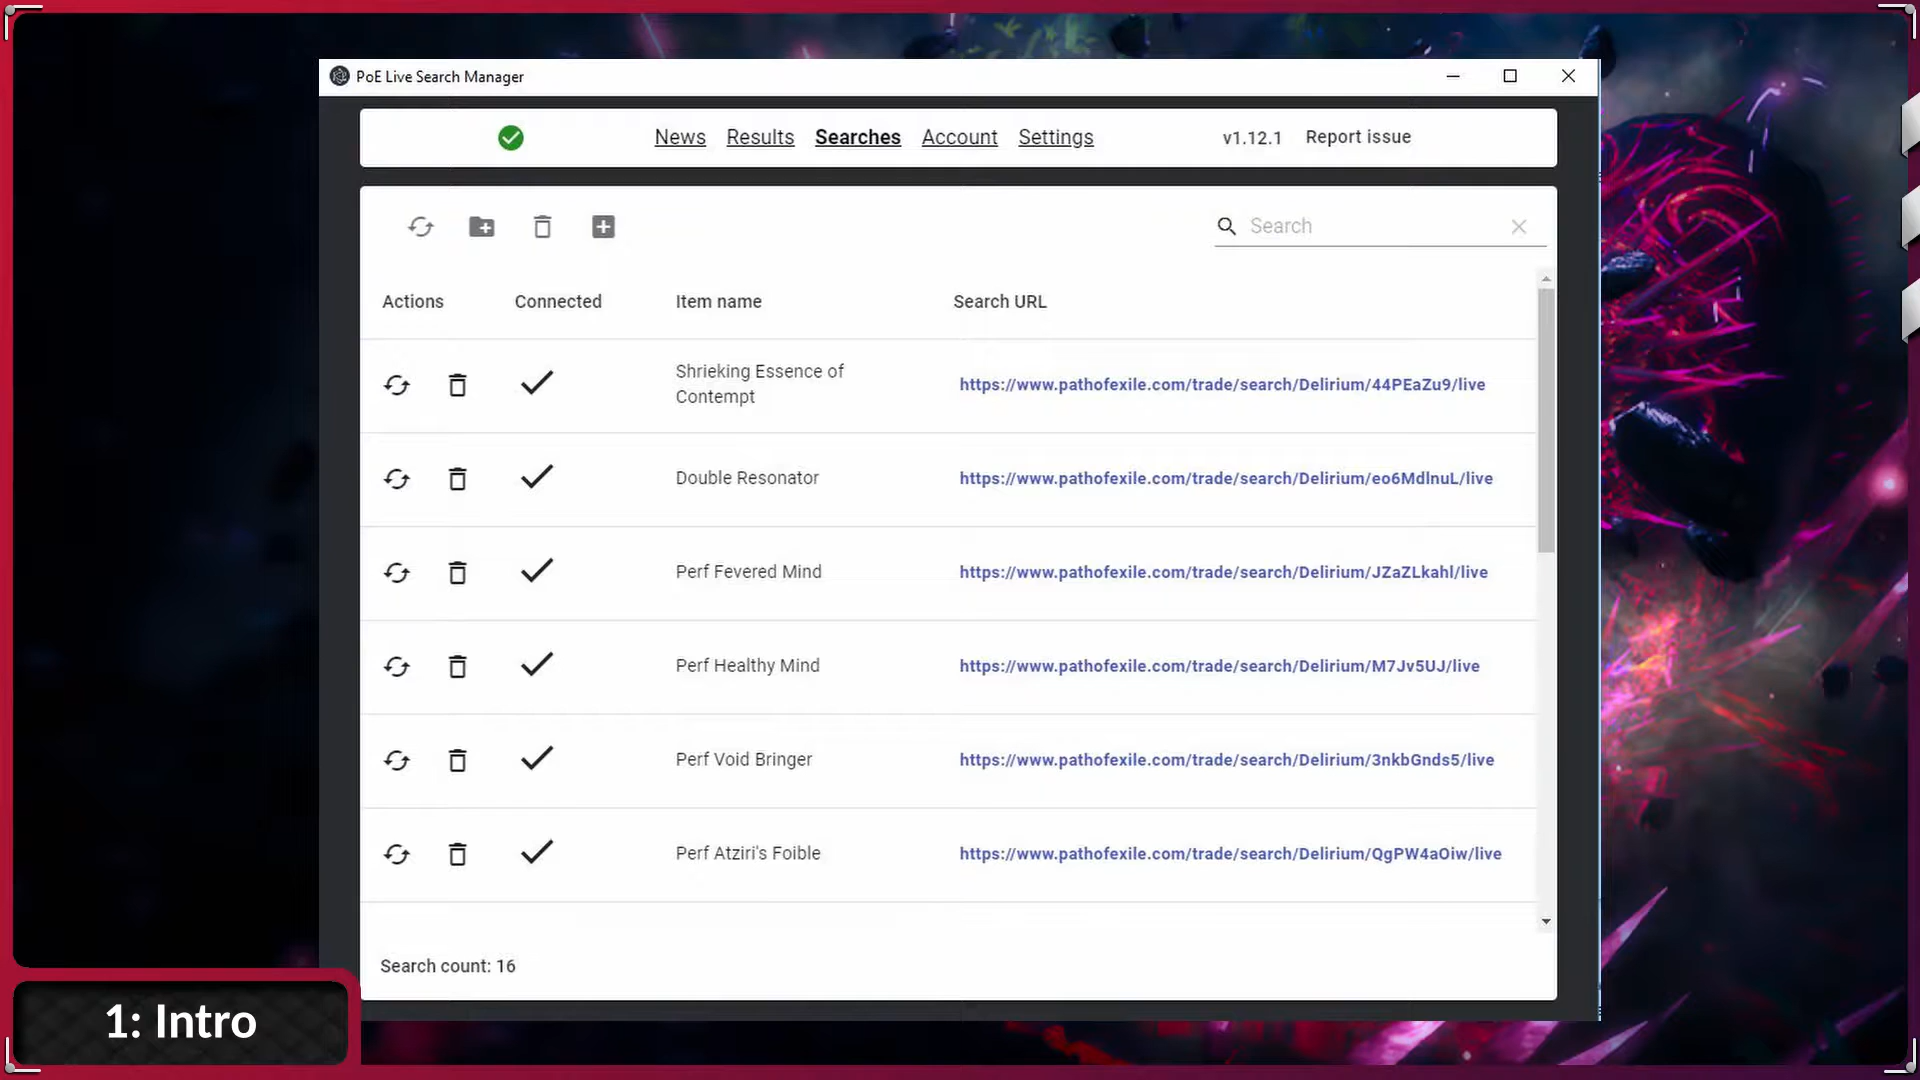 PoE Live Search Manager
News Results Searches Account Settings v1.12.1 Report issue
Search
Actions Connected Item name Search URL
Shrieking Essence of
Contempt
https://www.pathofexile.com/trade/search/Delirium/44PEaZu9/live
Double Resonator https://www.pathofexile.com/trade/search/Delirium/eo6MdlnuL/live
Perf Fevered Mind https://www.pathofexile.com/trade/search/Delirium/JZaZLkahl/live
Perf Healthy Mind https://www.pathofexile.com/trade/search/Delirium/M7Jv5UJ/live
Perf Void Bringer https://www.pathofexile.com/trade/search/Delirium/3nkbGnds5/live
Perf Atziri's Foible https://www.pathofexile.com/trade/search/Delirium/QgPW4aOiw/live
Search count: 16
1: Intro